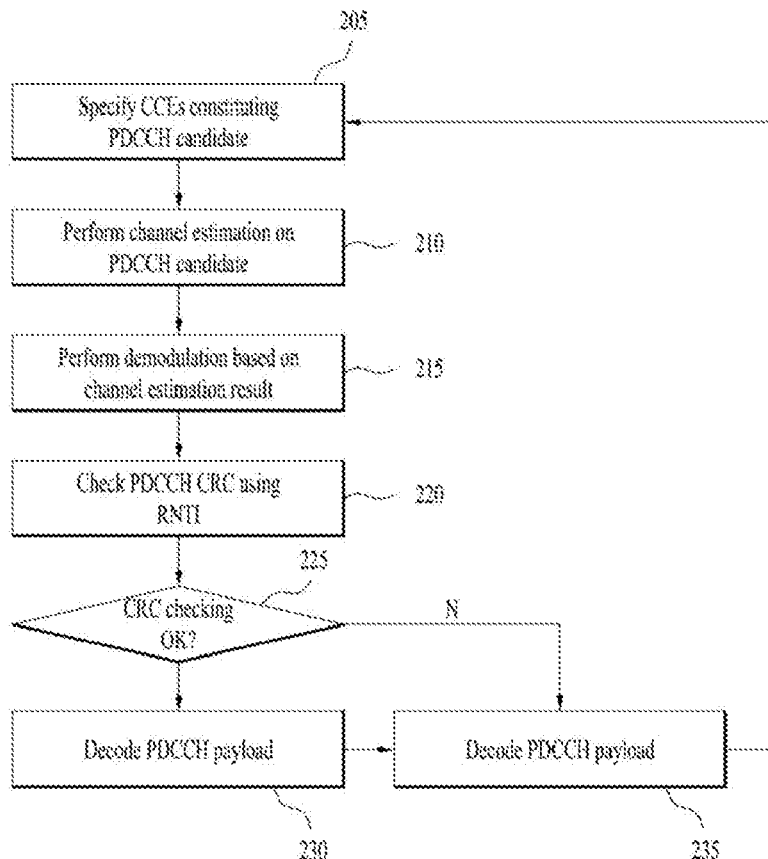 205
Specify CCEs constituting
PDCCH candidate
Perform channel estimation on
PDCCH candidate
210
Perform demodulation based on
channel estimation result
215
Check PDCCH CRC using
RNTI
220
225
CRC checking
OK?
N
Decode PDCCH payload
Decode PDCCH payload
230
235